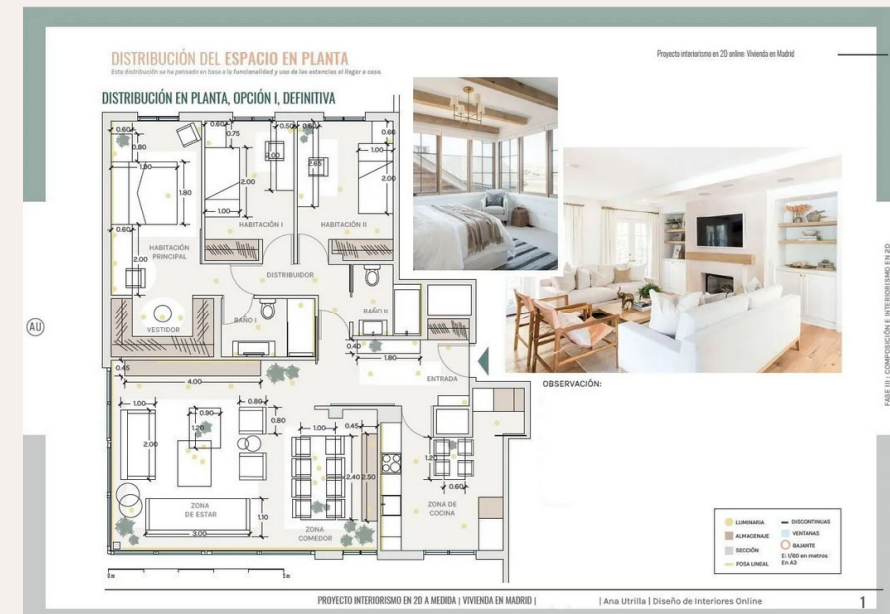 DISTRIBUCIÓN DEL ESPACIO EN PLANTA
Esta distribución se ha pensado en base a la funcionalidad y uso de las estancias al llegar a casa.
Proyecto interiorismo en 2D online: Vivienda en Madrid
DISTRIBUCIÓN EN PLANTA, OPCIÓN I, DEFINITIVA
0.60
0.80
1.90
1.90
0.60
2.00
HABITACIÓN
PRINCIPAL
VESTIDOR
0.60
0.75
0.50
2.00
2.00
1.00
HABITACIÓN I
2.65
1.00
2.00
HABITACIÓN II
DISTRIBUIDOR
BAÑO I
BAÑO II
0.40
1.80
ENTRADA
0.45
4.00
1.00
2.00
0.90
1.20
0.80
0.80
1.00
0.45
2.40
2.50
1.20
0.60
ZONA
DE ESTAR
1.10
3.00
ZONA
COMEDOR
ZONA DE
COCINA
0m
5m
OBSERVACIÓN:
LUMINARIA
ALMACENAJE
SECCIÓN
FOSA LINEAL
DISCONTINUAS
VENTANAS
BAJANTE
E: 1/80 en metros
En A3
AU
FASE III: COMPOSICIÓN E INTERIORISMO EN 2D
PROYECTO INTERIORISMO EN 2D A MEDIDA | VIVIENDA EN MADRID |
| Ana Utrilla | Diseño de Interiores Online
1